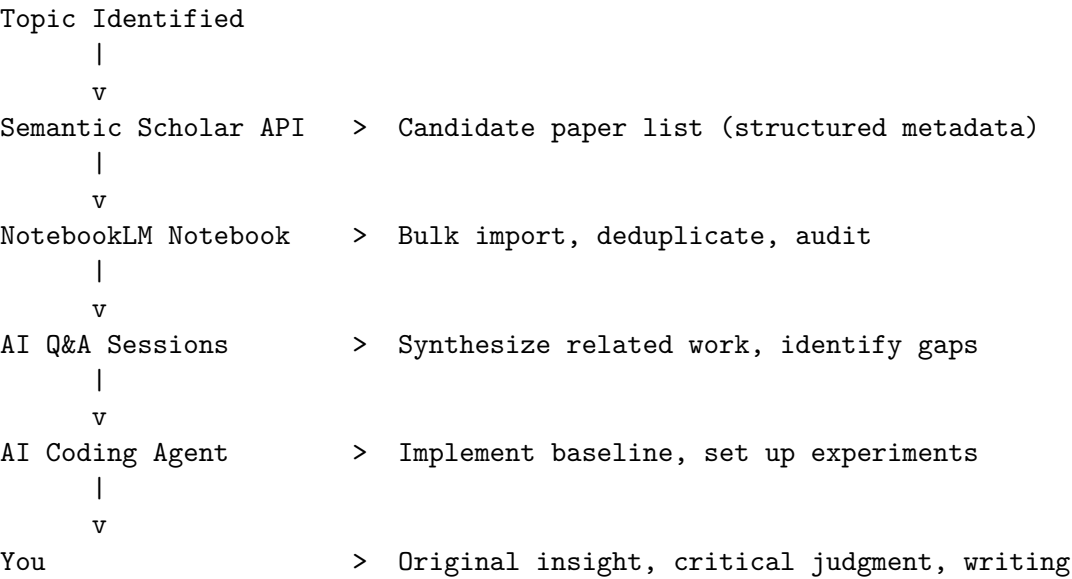 Topic Identified
|
v
Semantic Scholar API > Candidate paper list (structured metadata)
|
v
NotebookLM Notebook > Bulk import, deduplicate, audit
|
v
AI Q&A Sessions > Synthesize related work, identify gaps
|
v
AI Coding Agent > Implement baseline, set up experiments
|
v
You > Original insight, critical judgment, writing